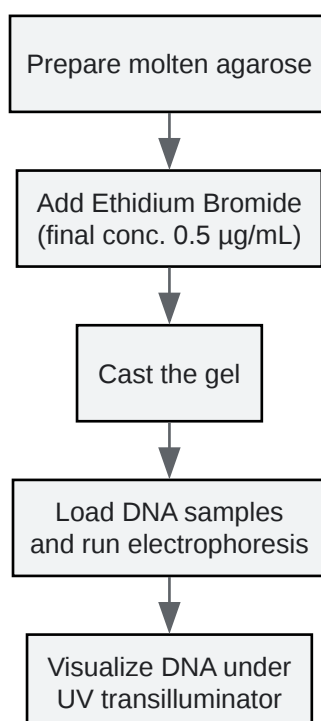 Prepare molten agarose
Add Ethidium Bromide
(final conc. 0.5 µg/mL)
Cast the gel
Load DNA samples
and run electrophoresis
Visualize DNA under
UV transilluminator